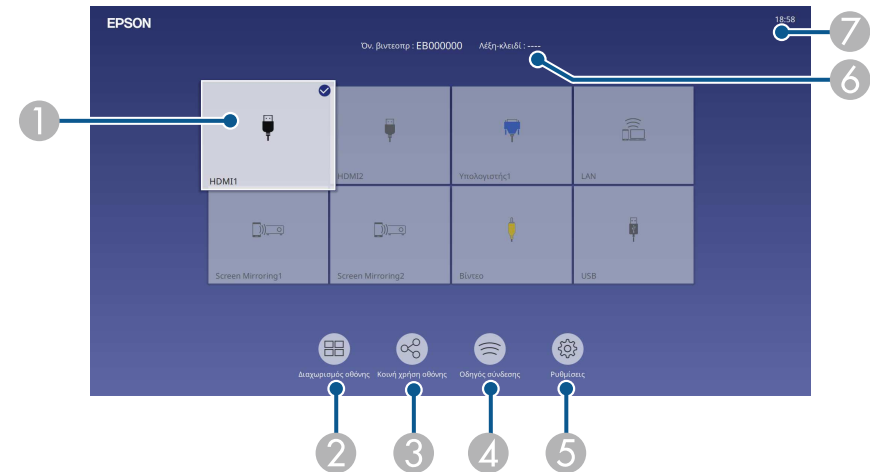 EPSON
18:58
7
Όν. βιντεοπρ : EB000000 Λέξη-κλειδί : ----
6
1
HDMI1
HDMI2
Υπολογιστής1
LAN
Screen Mirroring1
Screen Mirroring2
Βίντεο
USB
Διαχωρισμός οθόνης
Κοινή χρήση οθόνης
Οδηγός σύνδεσης
Ρυθμίσεις
2
3
4
5